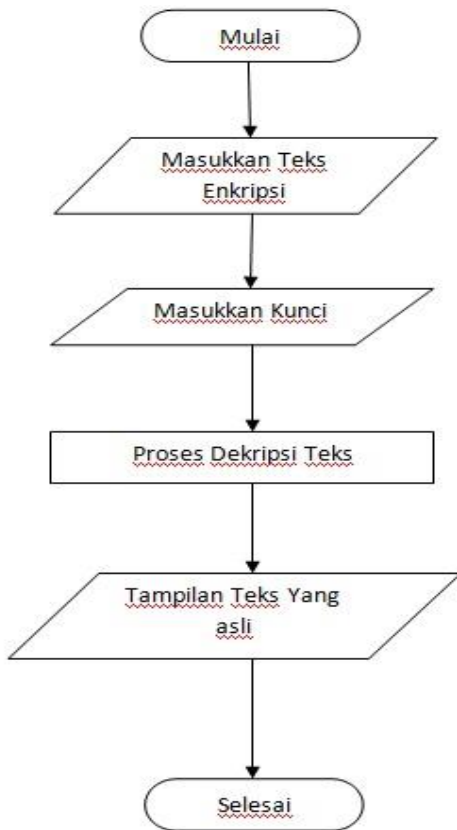 Mulai
Masukkan Teks
Enkripsi
Masukkan Kunci
Proses Dekripsi Teks
Tampilan Teks Yang
asli
Selesai